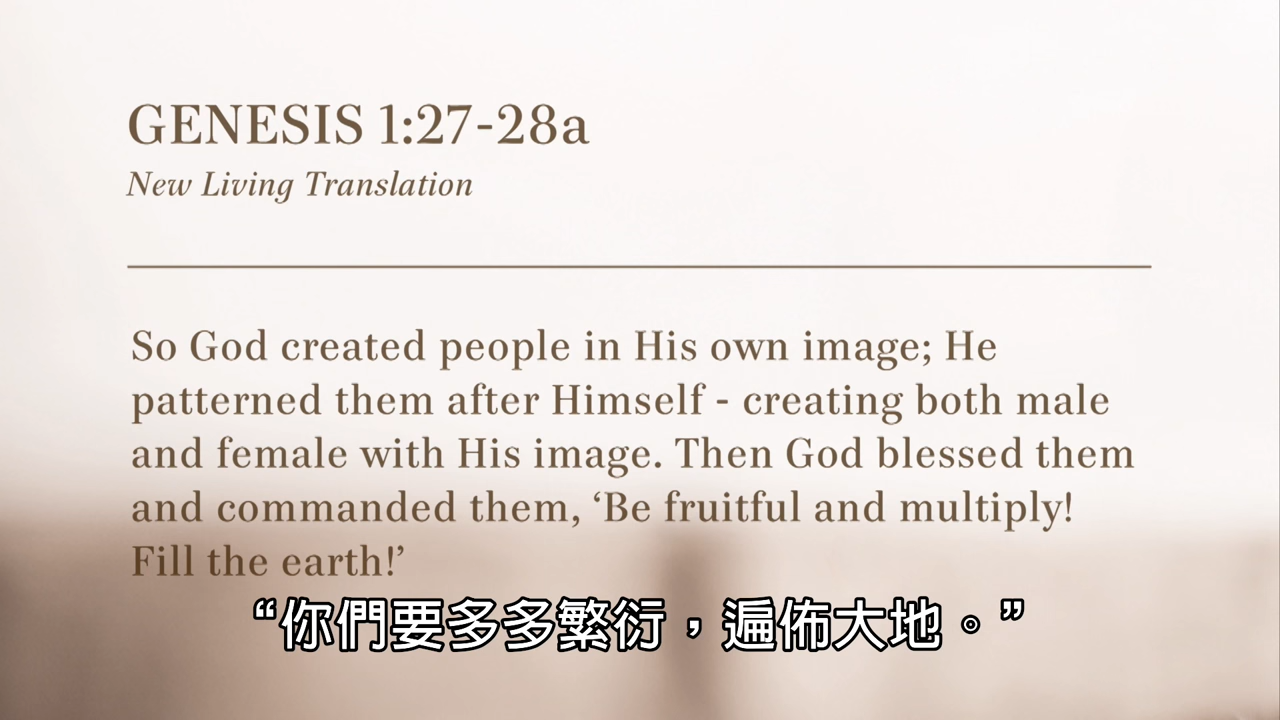 GENESIS 1:27-28a
New Living Translation
So God created people in His own image; He
patterned them after Himself - creating both male
and female with His image. Then God blessed them
and commanded them, ‘Be fruitful and multiply!
Fill the earth!’
“你們要多多繁衍，遍佈大地。”